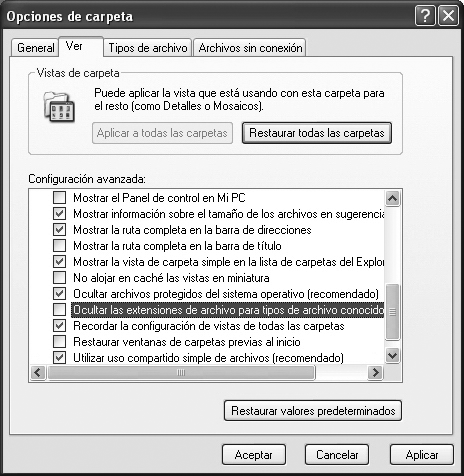 Opciones de carpeta
General Ver Tipos de archivo Archivos sin conexión
Vistas de carpeta
Puede aplicar la vista que está usando con esta carpeta para
el resto (como Detalles o Mosaicos).
Aplicar a todas las carpetas Restaurar todas las carpetas
Configuración avanzada:
Mostrar el Panel de control en Mi PC
Mostrar información sobre el tamaño de los archivos en sugerencia
Mostrar la ruta completa en la barra de direcciones
Mostrar la ruta completa en la barra de título
Mostrar la vista de carpeta simple en la lista de carpetas del Explor
No alojar en caché las vistas en miniatura
Ocultar archivos protegidos del sistema operativo (recomendado)
Ocultar las extensiones de archivo para tipos de archivo conocido
Recordar la configuración de vistas de todas las carpetas
Restaurar ventanas de carpetas previas al inicio
Utilizar uso compartido simple de archivos (recomendado)
Restaurar valores predeterminados
Aceptar Cancelar Aplicar